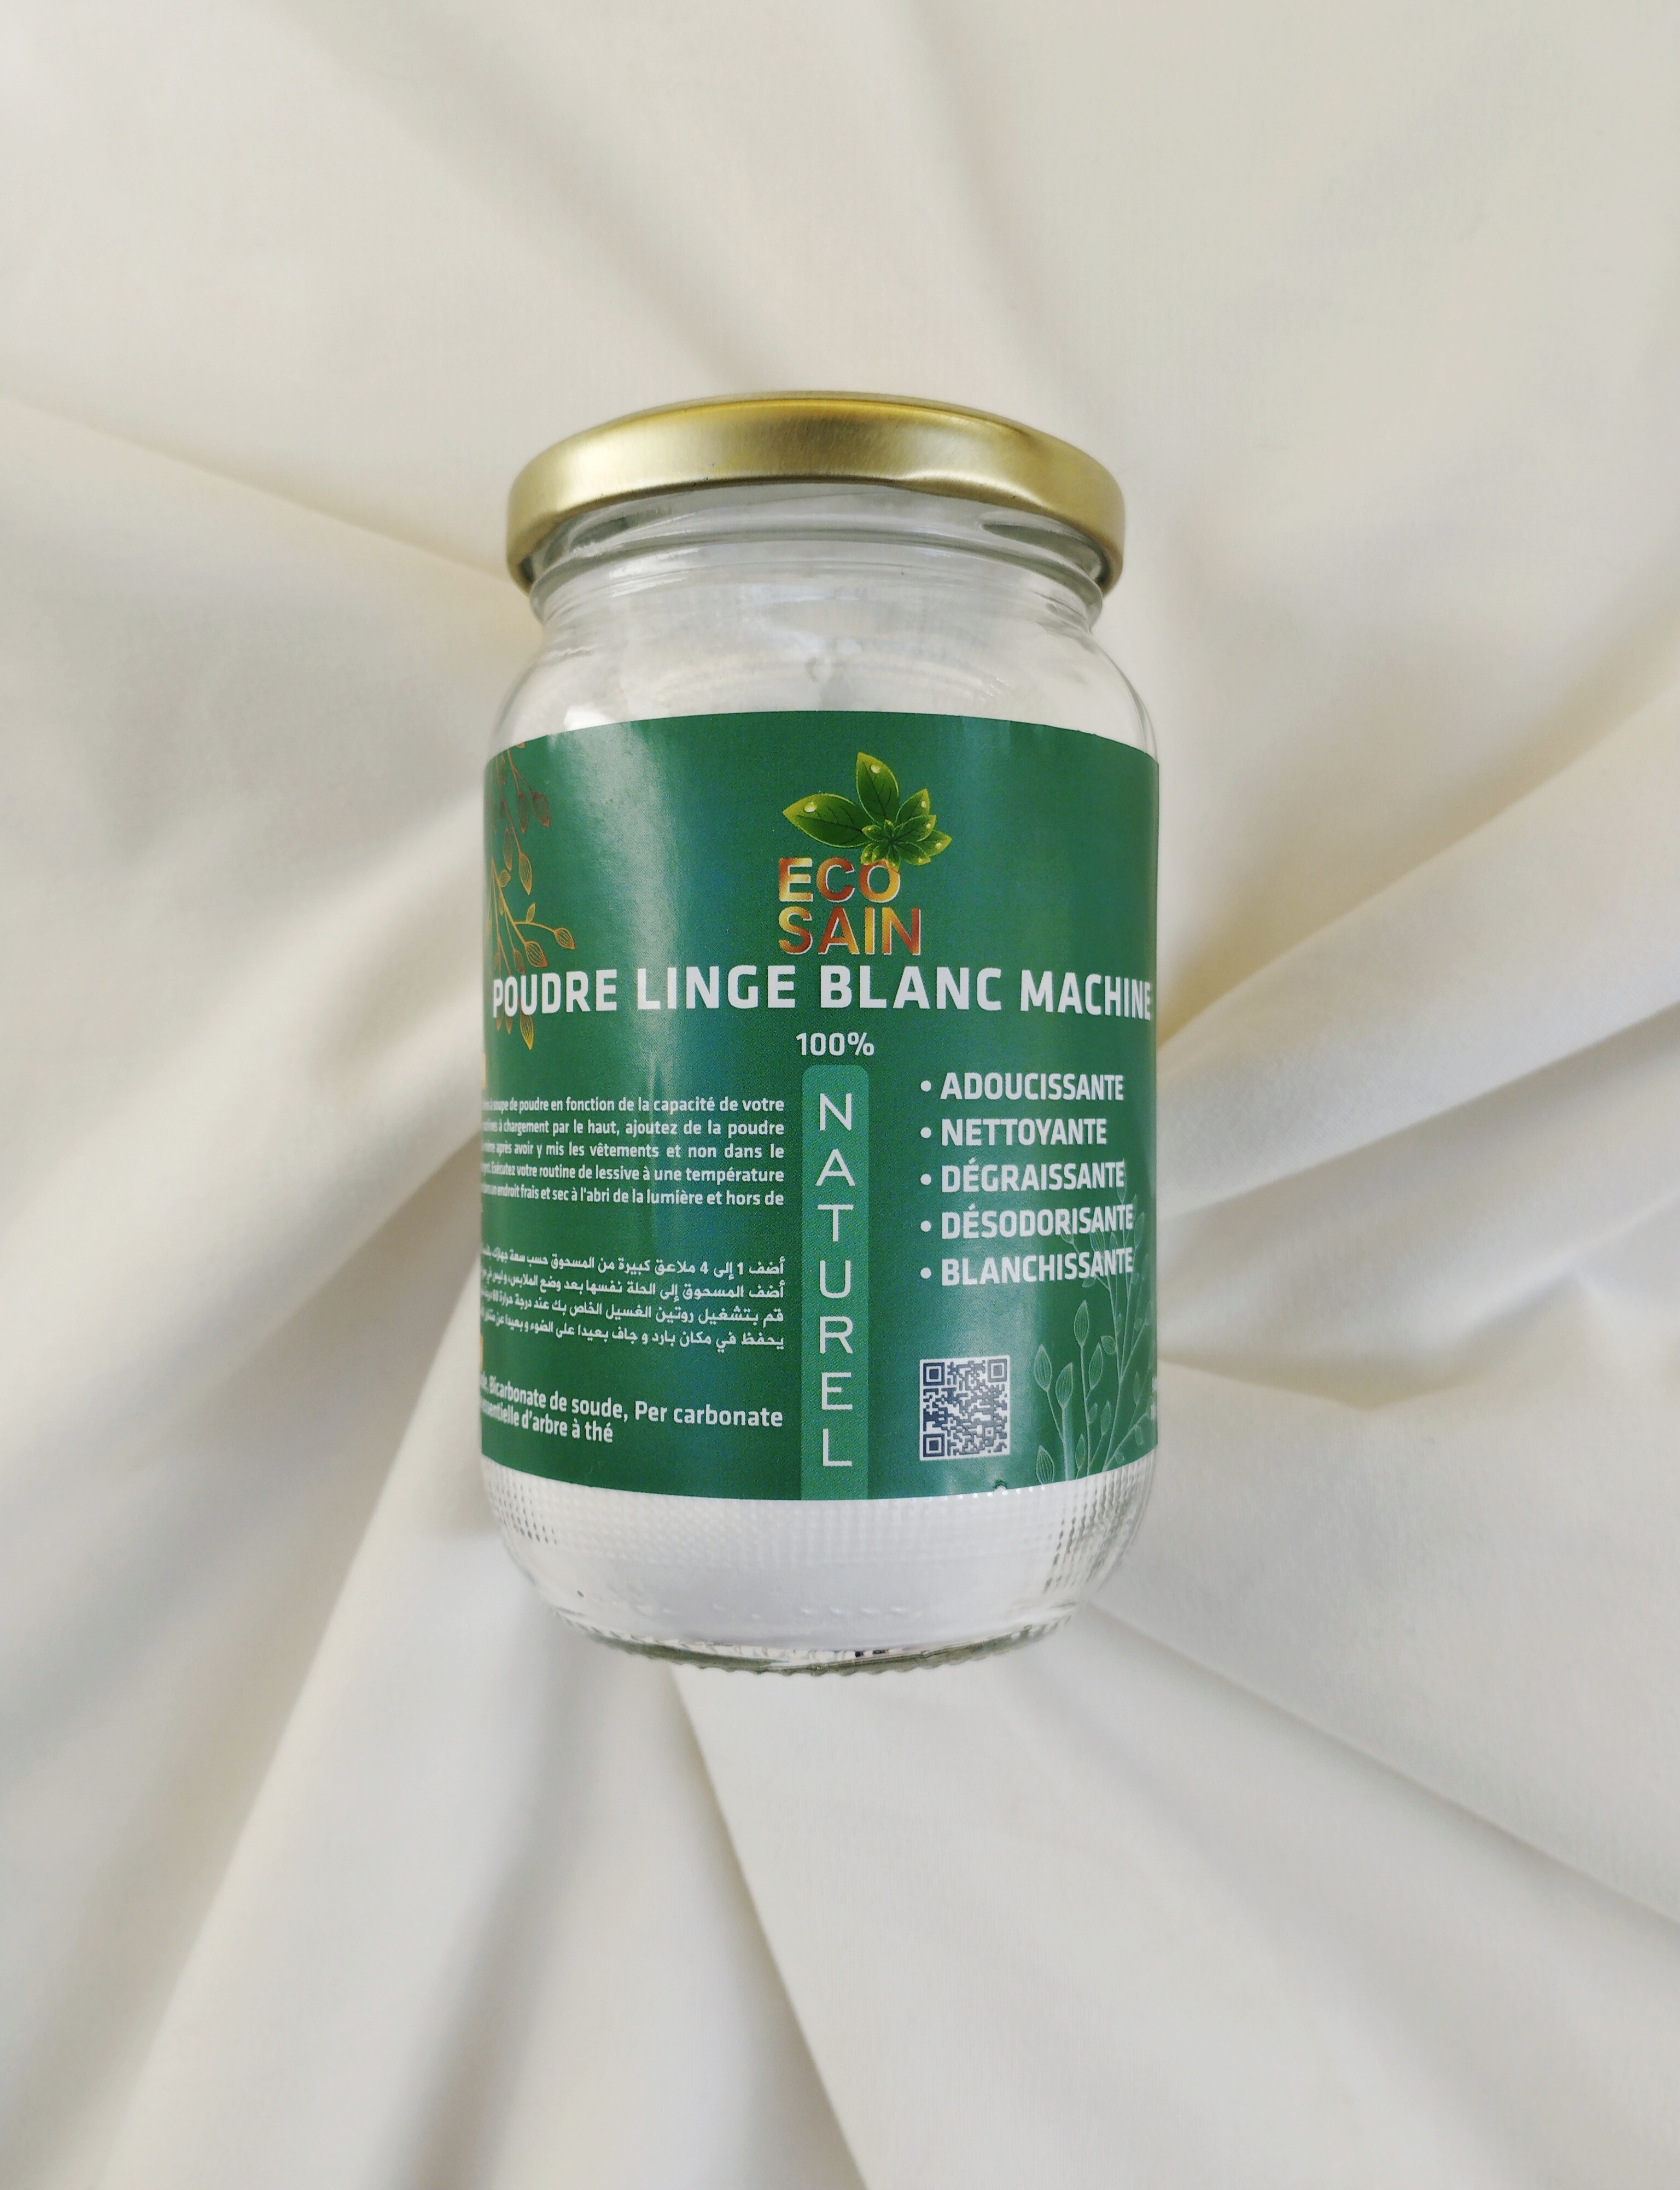 ECO
SAIN
POUDRE LINGE BLANC MACHINE
100%
NATUREL
soupe de poudre en fonction de la capacité de votre
à chargement par le haut, ajoutez de la poudre
après avoir y mis les vêtements et non dans le
Exécutez votre routine de lessive à une température
endroit frais et sec à l'abri de la lumière et hors de
أضف 1 إلى 4 ملاعق كبيرة من المسحوق حسب سعة جهازك
أضف المسحوق إلى الحلة نفسها بعد وضع الملابس، وليس في
قم بتشغيل روتين الغسيل الخاص بك عند درجة حرارة 60
يحفظ في مكان بارد و جاف بعيدا على الضوء و بعيدا عن
Bicarbonate de soude, Per carbonate
essentielle d'arbre à thé
• ADOUCISSANTE
• NETTOYANTE
• DÉGRAISSANTE
• DÉSODORISANTE
• BLANCHISSANTE